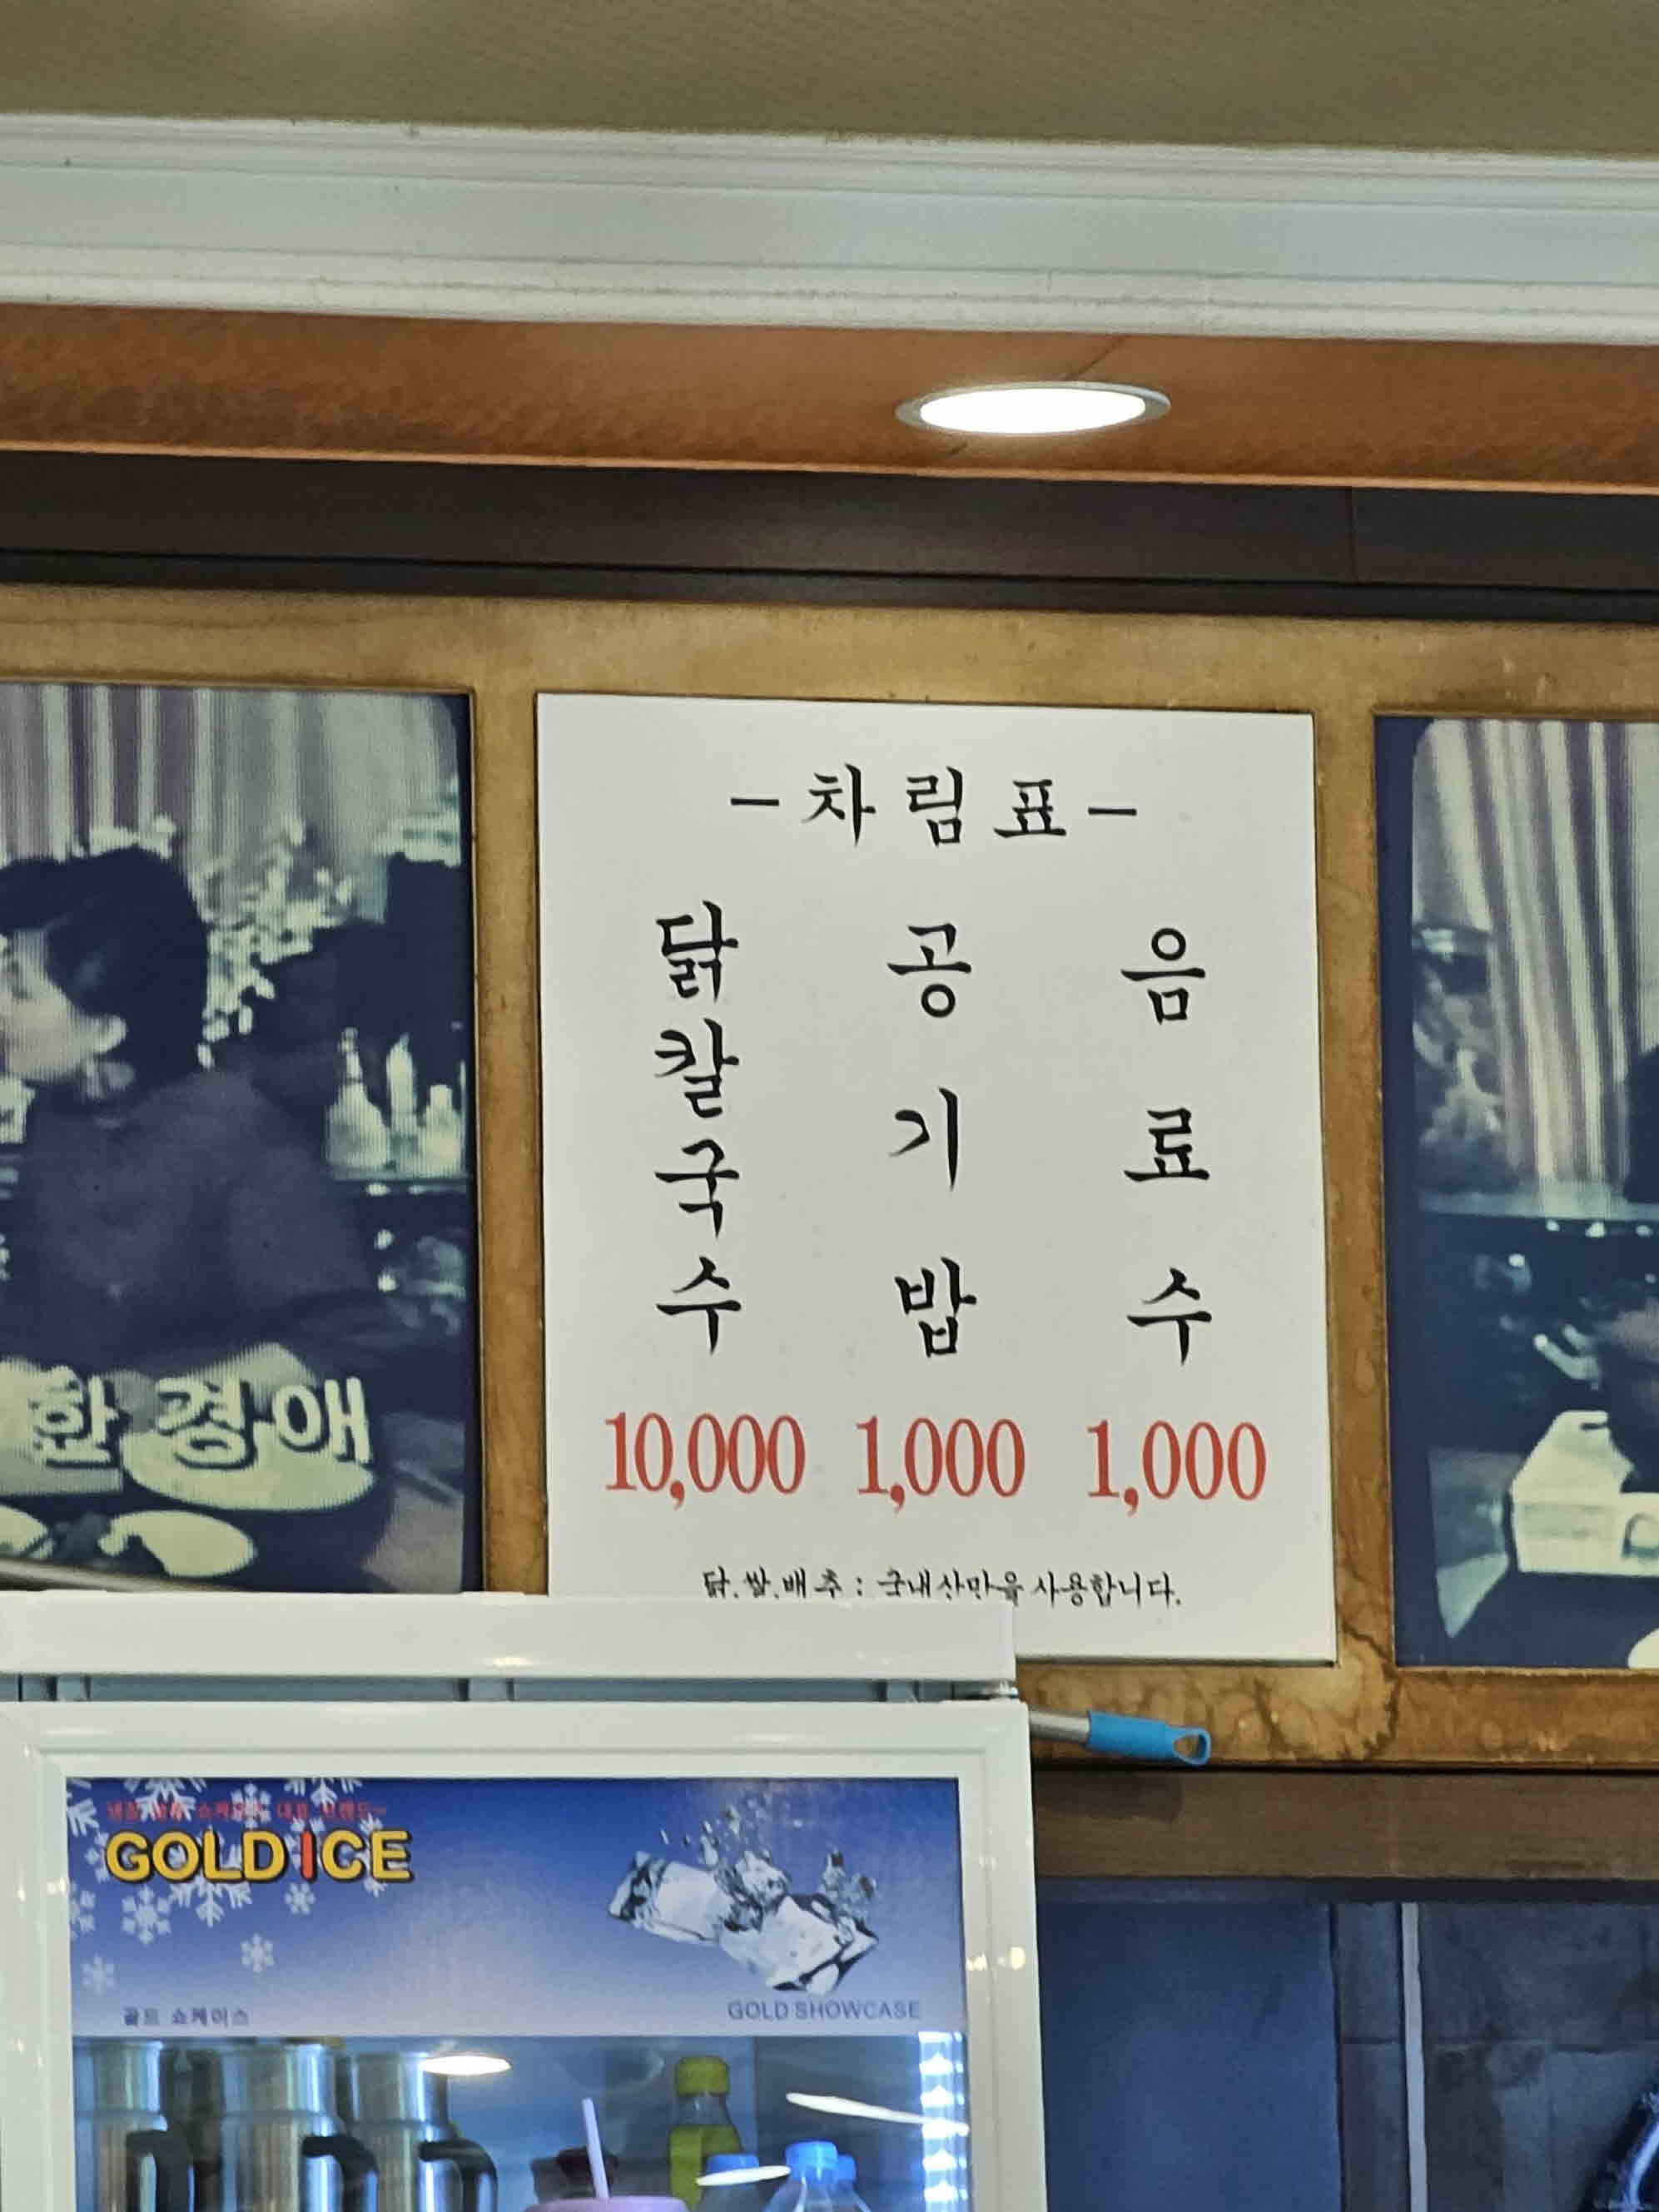 - 차림표 -
닭칼국수 10,000
공기밥 1,000
음료수 1,000
닭.쌀.배추 : 국내산만을 사용합니다.
한 경애
GOLD ICE
골드 쇼케이스
GOLD SHOWCASE